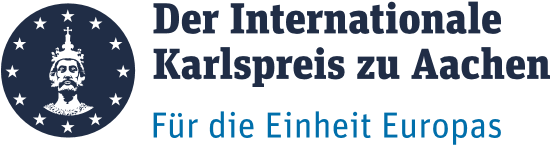 Der Internationale
Karlspreis zu Aachen
Für die Einheit Europas